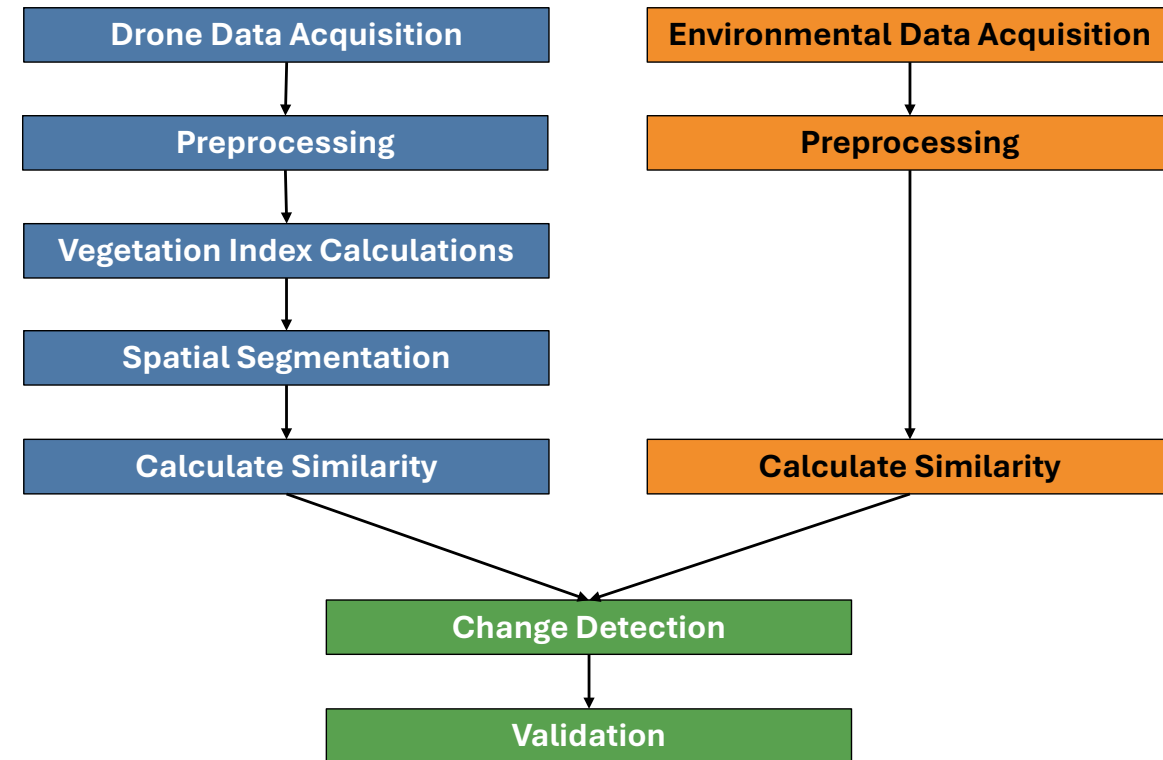 Drone Data Acquisition
Environmental Data Acquisition
Preprocessing
Preprocessing
Vegetation Index Calculations
Spatial Segmentation
Calculate Similarity
Calculate Similarity
Change Detection
Validation